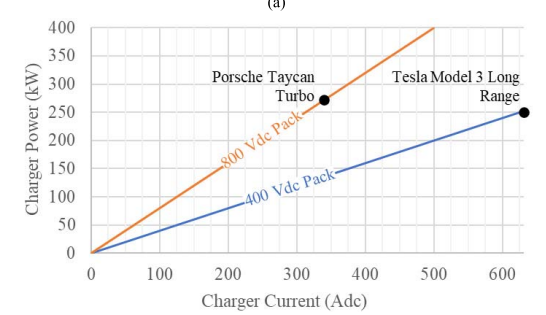 (a)
400
350
300
250
200
150
100
50
0
Charger Power (kW)
Porsche Taycan
Turbo
Tesla Model 3 Long
Range
800 Vdc Pack
400 Vdc Pack
0 100 200 300 400 500 600
Charger Current (Adc)